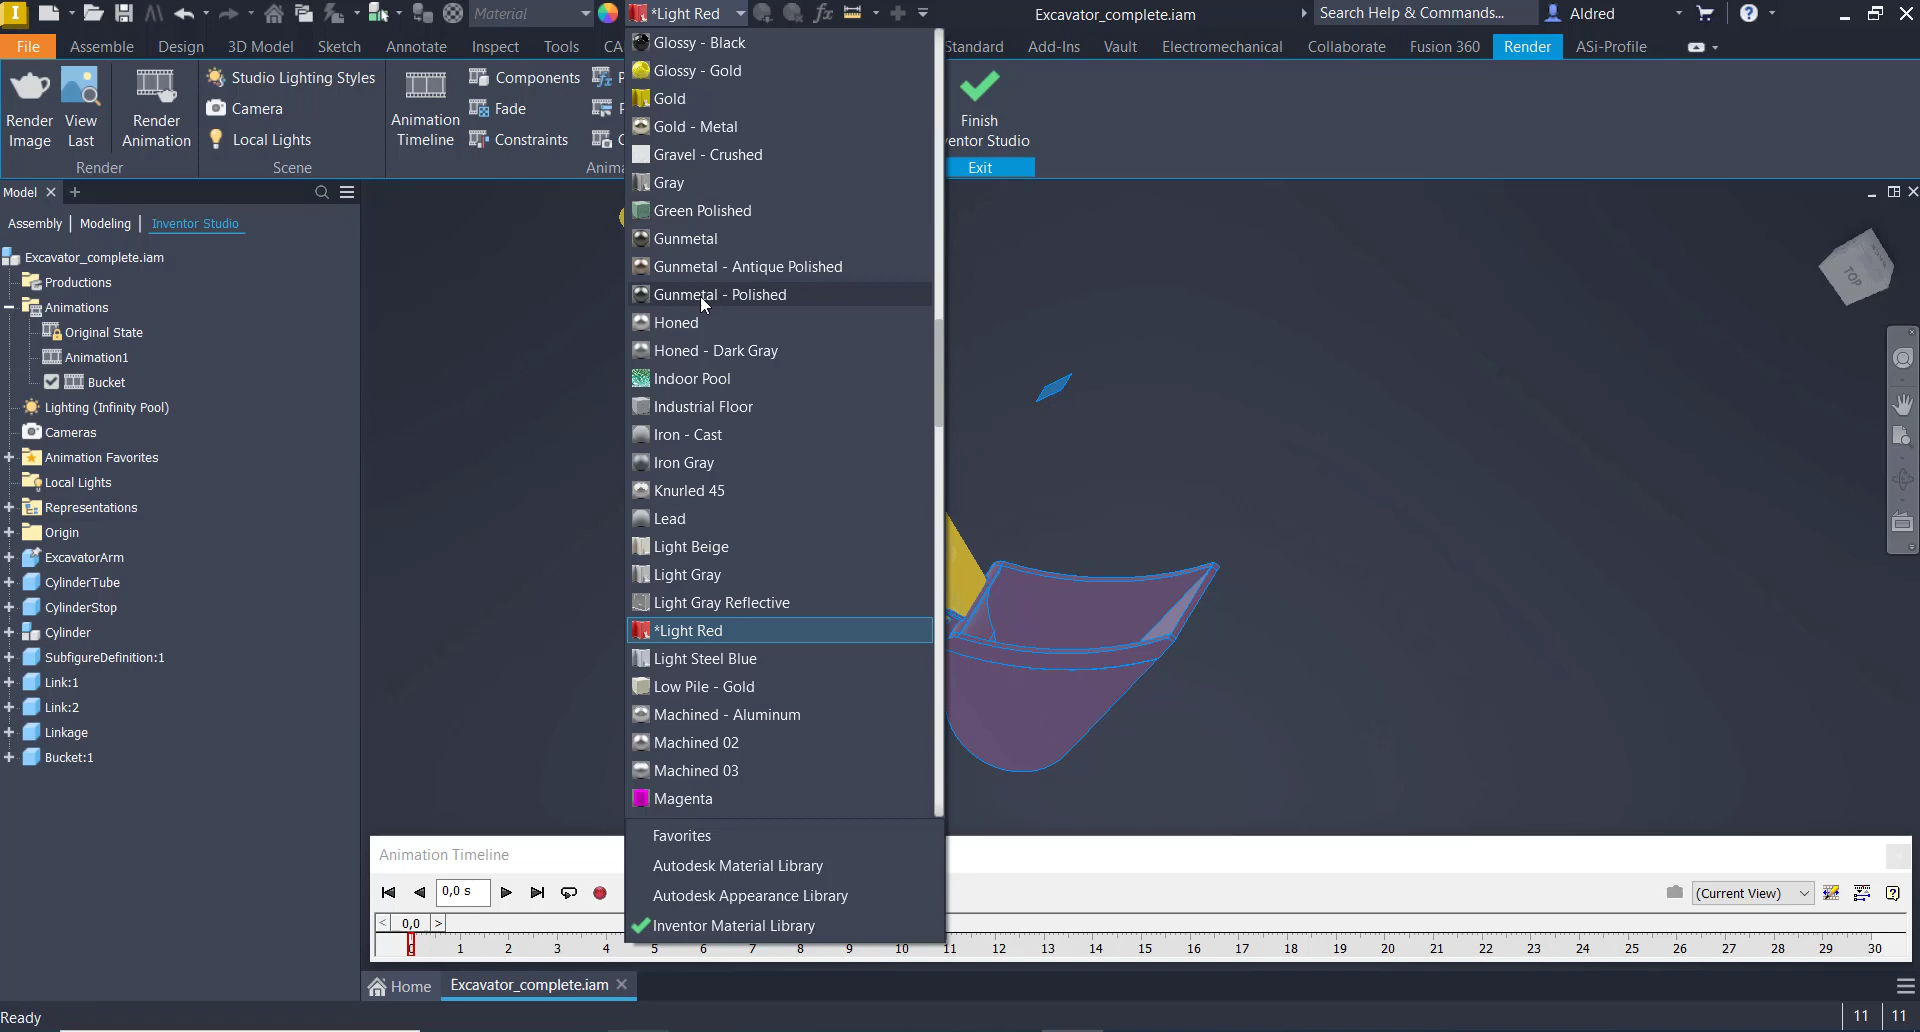 Material
*Light Red
Excavator_complete.iam
Search Help & Commands...
Aldred
File
Assemble
Design
3D Model
Sketch
Annotate
Inspect
Tools
Standard
Add-Ins
Vault
Electromechanical
Collaborate
Fusion 360
Render
ASi-Profile
Render
Image
View
Last
Render
Animation
Studio Lighting Styles
Camera
Local Lights
Animation
Timeline
Components
Fade
Constraints
Finish
ventor Studio
Render
Scene
Anima
Exit
Glossy - Black
Glossy - Gold
Gold
Gold - Metal
Gravel - Crushed
Gray
Green Polished
Gunmetal
Gunmetal - Antique Polished
Gunmetal - Polished
Honed
Honed - Dark Gray
Indoor Pool
Industrial Floor
Iron - Cast
Iron Gray
Knurled 45
Lead
Light Beige
Light Gray
Light Gray Reflective
*Light Red
Light Steel Blue
Low Pile - Gold
Machined - Aluminum
Machined 02
Machined 03
Magenta
Favorites
Autodesk Material Library
Autodesk Appearance Library
Inventor Material Library
Model
Assembly
Modeling
Inventor Studio
Excavator_complete.iam
Productions
Animations
Original State
Animation1
Bucket
Lighting (Infinity Pool)
Cameras
Animation Favorites
Local Lights
Representations
Origin
ExcavatorArm
CylinderTube
CylinderStop
Cylinder
SubfigureDefinition:1
Link:1
Link:2
Linkage
Bucket:1
TOP
Animation Timeline
0,0 s
(Current View)
< 0,0 >
0 1 2 3 4 5 6 7 8 9 10 11 12 13 14 15 16 17 18 19 20 21 22 23 24 25 26 27 28 29 30
Home
Excavator_complete.iam
Ready
11 11